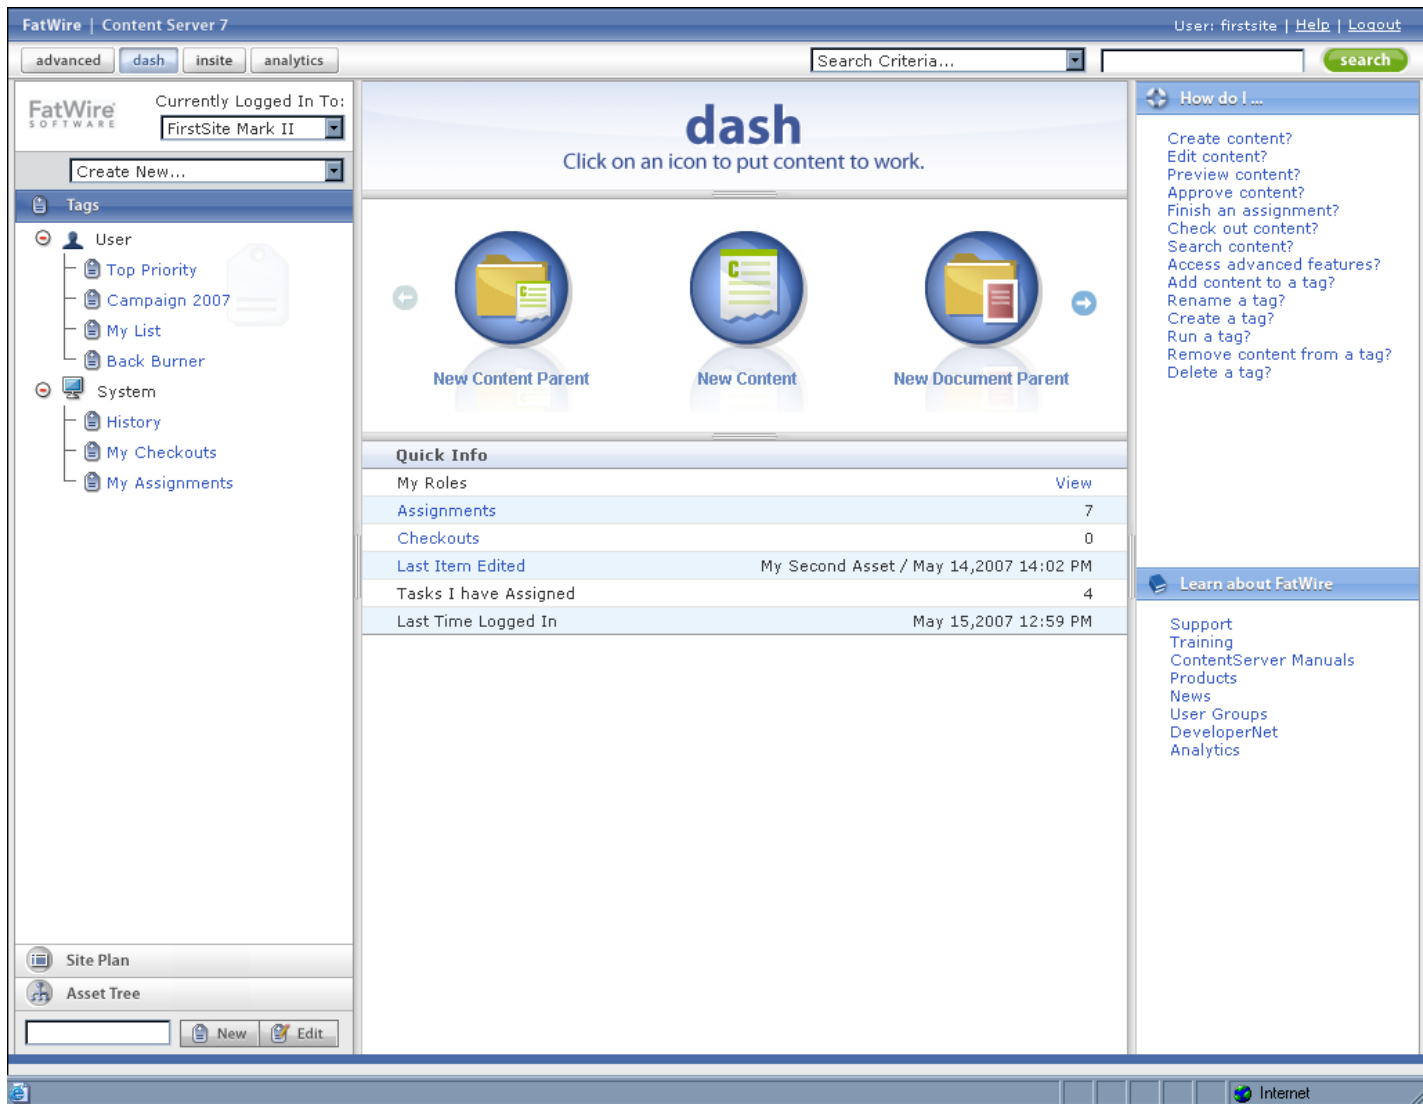 FatWire | Content Server 7
User: firstsite | Help | Logout
advanced dash insite analytics
Search Criteria... search
FatWire SOFTWARE
Currently Logged In To:
FirstSite Mark II
Create New...
Tags
User
Top Priority
Campaign 2007
My List
Back Burner
System
History
My Checkouts
My Assignments
Site Plan
Asset Tree
New Edit
dash
Click on an icon to put content to work.
New Content Parent New Content New Document Parent
Quick Info
My Roles View
Assignments 7
Checkouts 0
Last Item Edited My Second Asset / May 14,2007 14:02 PM
Tasks I have Assigned 4
Last Time Logged In May 15,2007 12:59 PM
How do I ...
Create content?
Edit content?
Preview content?
Approve content?
Finish an assignment?
Check out content?
Search content?
Access advanced features?
Add content to a tag?
Rename a tag?
Create a tag?
Run a tag?
Remove content from a tag?
Delete a tag?
Learn about FatWire
Support
Training
ContentServer Manuals
Products
News
User Groups
DeveloperNet
Analytics
Internet